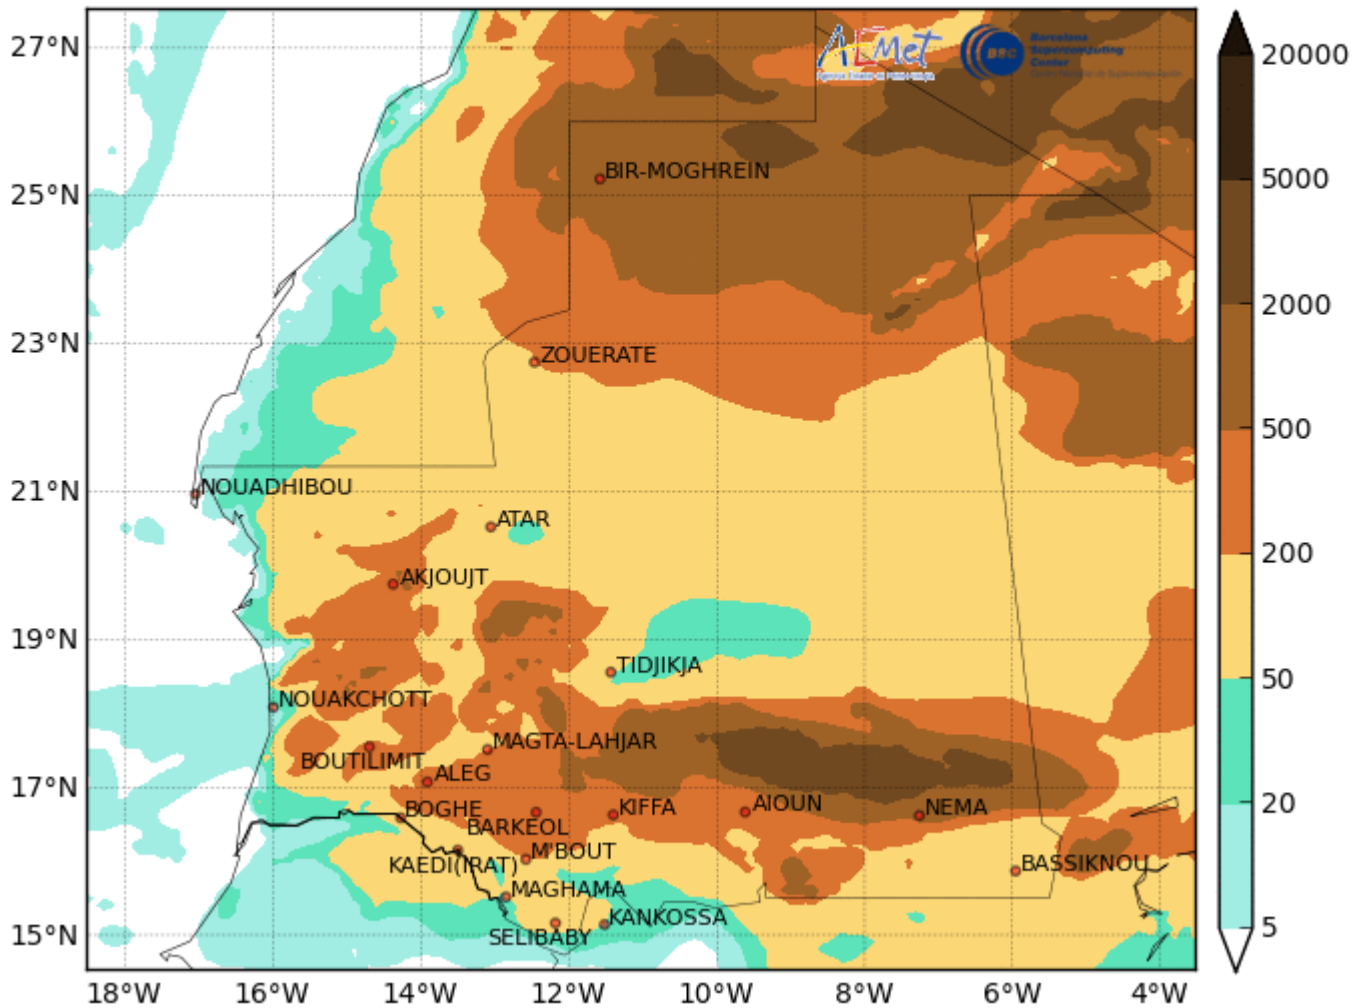 27°N
25°N
23°N
21°N
19°N
17°N
15°N
18°W
16°W
14°W
12°W
10°W
8°W
6°W
4°W
AEMet
BSC
Barcelona
Supercomputing
Center
BIR-MOGHREIN
ZOUERATE
NOUADHIBOU
ATAR
AKJOUJT
TIDJIKJA
NOUAKCHOTT
MAGTA-LAHJAR
BOUTILIMIT
ALEG
BOGHE
KIFFA
AIOUN
NEMA
BARKEOL
M'BOUT
KAEDI(IRAT)
BASSIKNOU
MAGHAMA
KANKOSSA
SELIBABY
20000
5000
2000
500
200
50
20
5